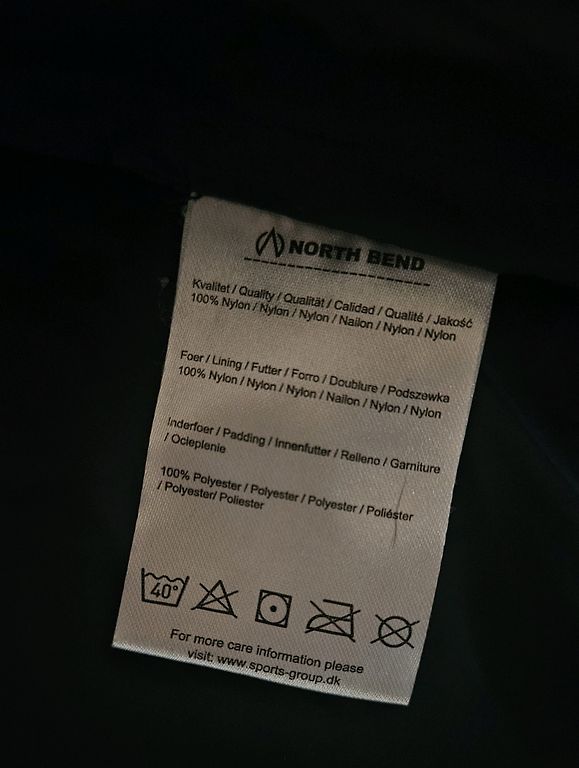 NORTH BEND
Kvalitet / Quality / Qualität / Calidad / Qualité / Jakość
100% Nylon / Nylon / Nylon / Nailon / Nylon / Nylon
Foer / Lining / Futter / Forro / Doublure / Podszewka
100% Nylon / Nylon / Nylon / Nailon / Nylon / Nylon
Inderfoer / Padding / Innenfutter / Relleno / Garniture
/ Ocieplenie
100% Polyester / Polyester / Polyester / Poliéster
/ Polyester/ Poliester
40°
For more care information please
visit: www.sports-group.dk